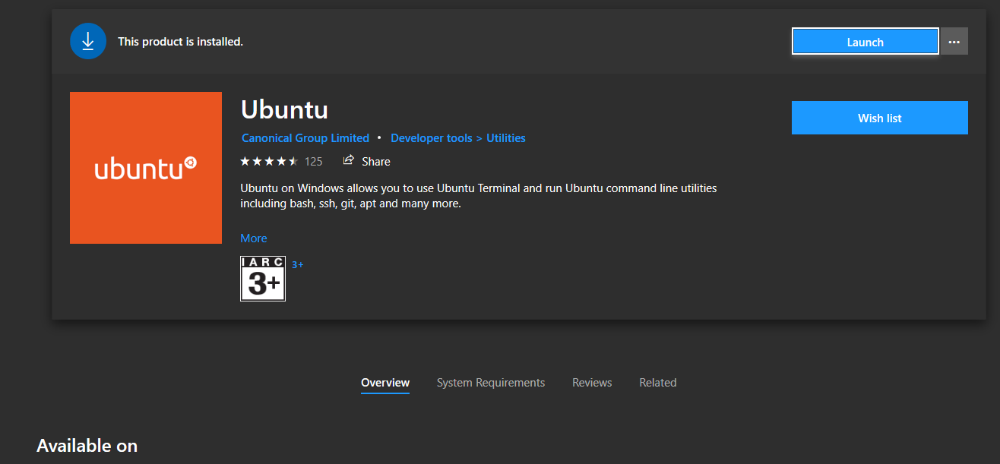 This product is installed.
Launch
ubuntu
Ubuntu
Wish list
Canonical Group Limited • Developer tools > Utilities
125 Share
Ubuntu on Windows allows you to use Ubuntu Terminal and run Ubuntu command line utilities
including bash, ssh, git, apt and many more.
More
IARC
3+
3+
Overview System Requirements Reviews Related
Available on